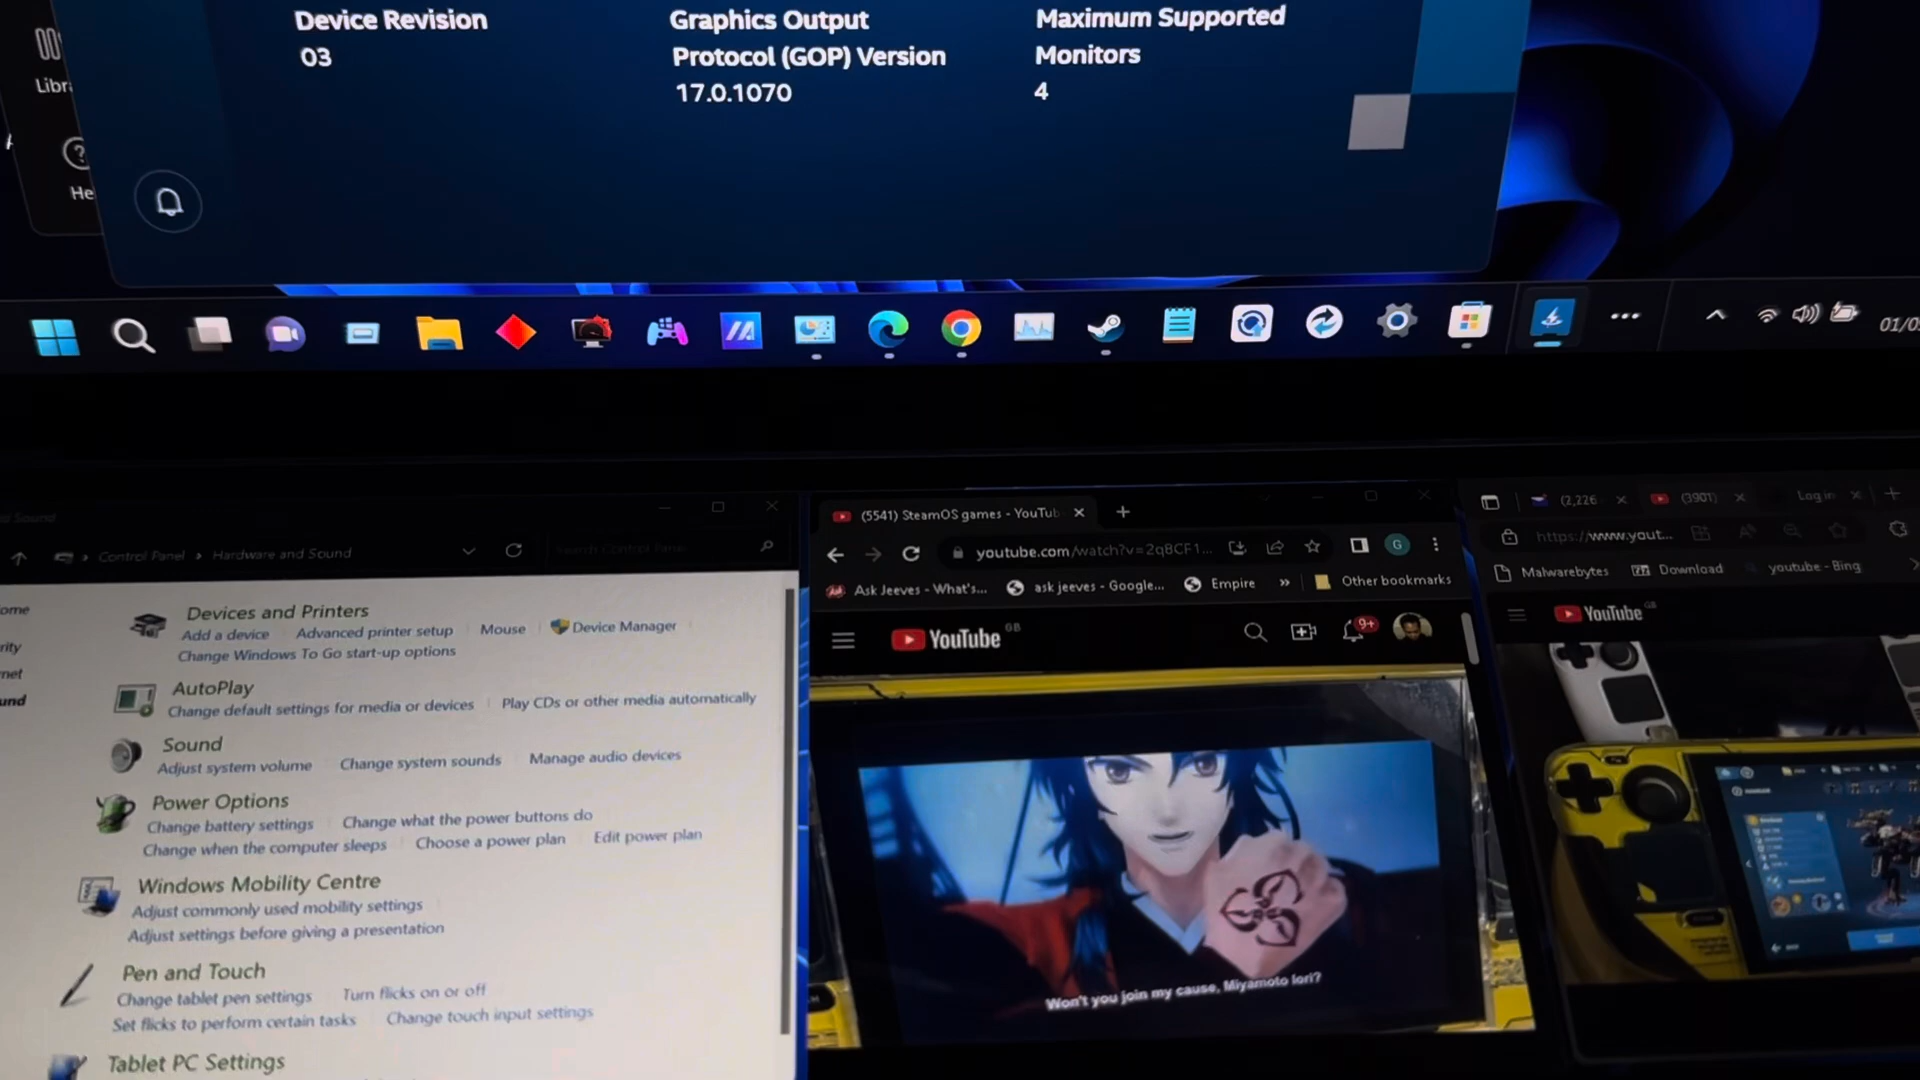 Device Revision
03
Graphics Output
Protocol (GOP) Version
17.0.1070
Maximum Supported
Monitors
4
01/0
(5541) SteamOS games - YouTub
youtube.com/watch?v=2q8CF1...
G
Ask Jeeves - What's...
ask jeeves - Google...
Empire
»
Other bookmarks
YouTube GB
9+
Won't you join my cause, Miyamoto Iori?
Control Panel › Hardware and Sound
Devices and Printers
Add a device
Advanced printer setup
Mouse
Device Manager
Change Windows To Go start-up options
AutoPlay
Change default settings for media or devices
Play CDs or other media automatically
Sound
Adjust system volume
Change system sounds
Manage audio devices
Power Options
Change battery settings
Change what the power buttons do
Change when the computer sleeps
Choose a power plan
Edit power plan
Windows Mobility Centre
Adjust commonly used mobility settings
Adjust settings before giving a presentation
Pen and Touch
Change tablet pen settings
Turn flicks on or off
Set flicks to perform certain tasks
Change touch input settings
Tablet PC Settings
(2,226
(3901)
Log in
https://www.yout...
Malwarebytes
Download
youtube - Bing
YouTube GB